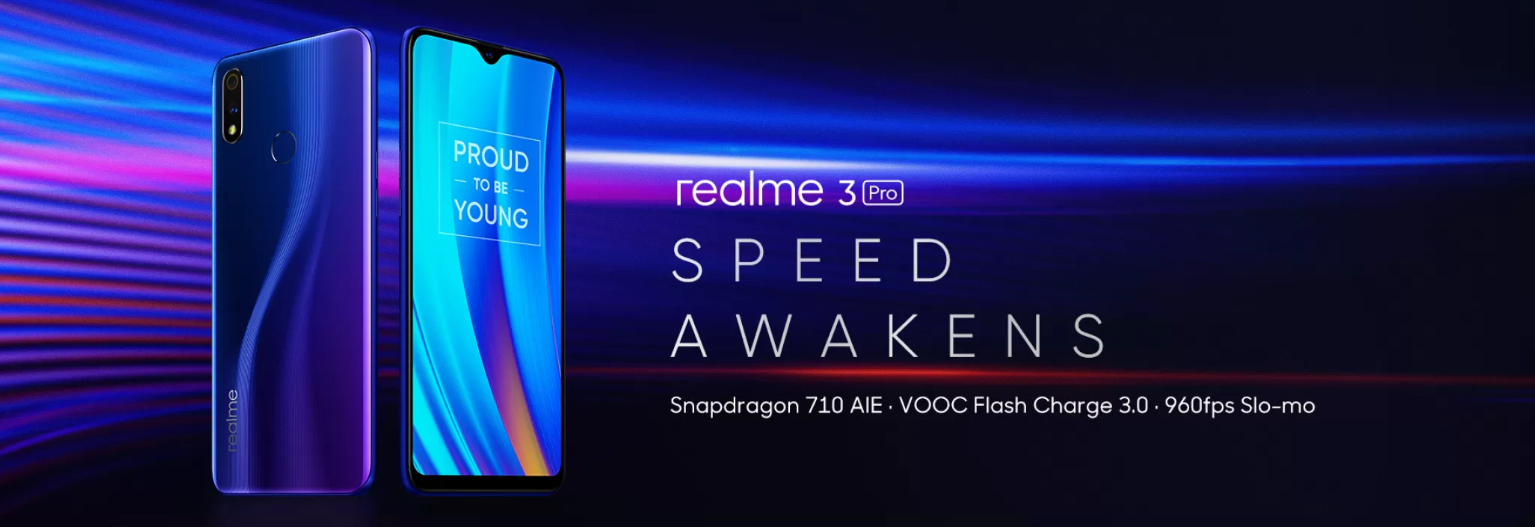 realme
PROUD
TO BE
YOUNG
realme 3 Pro
SPEED
AWAKENS
Snapdragon 710 AIE · VOOC Flash Charge 3.0 · 960fps Slo-mo